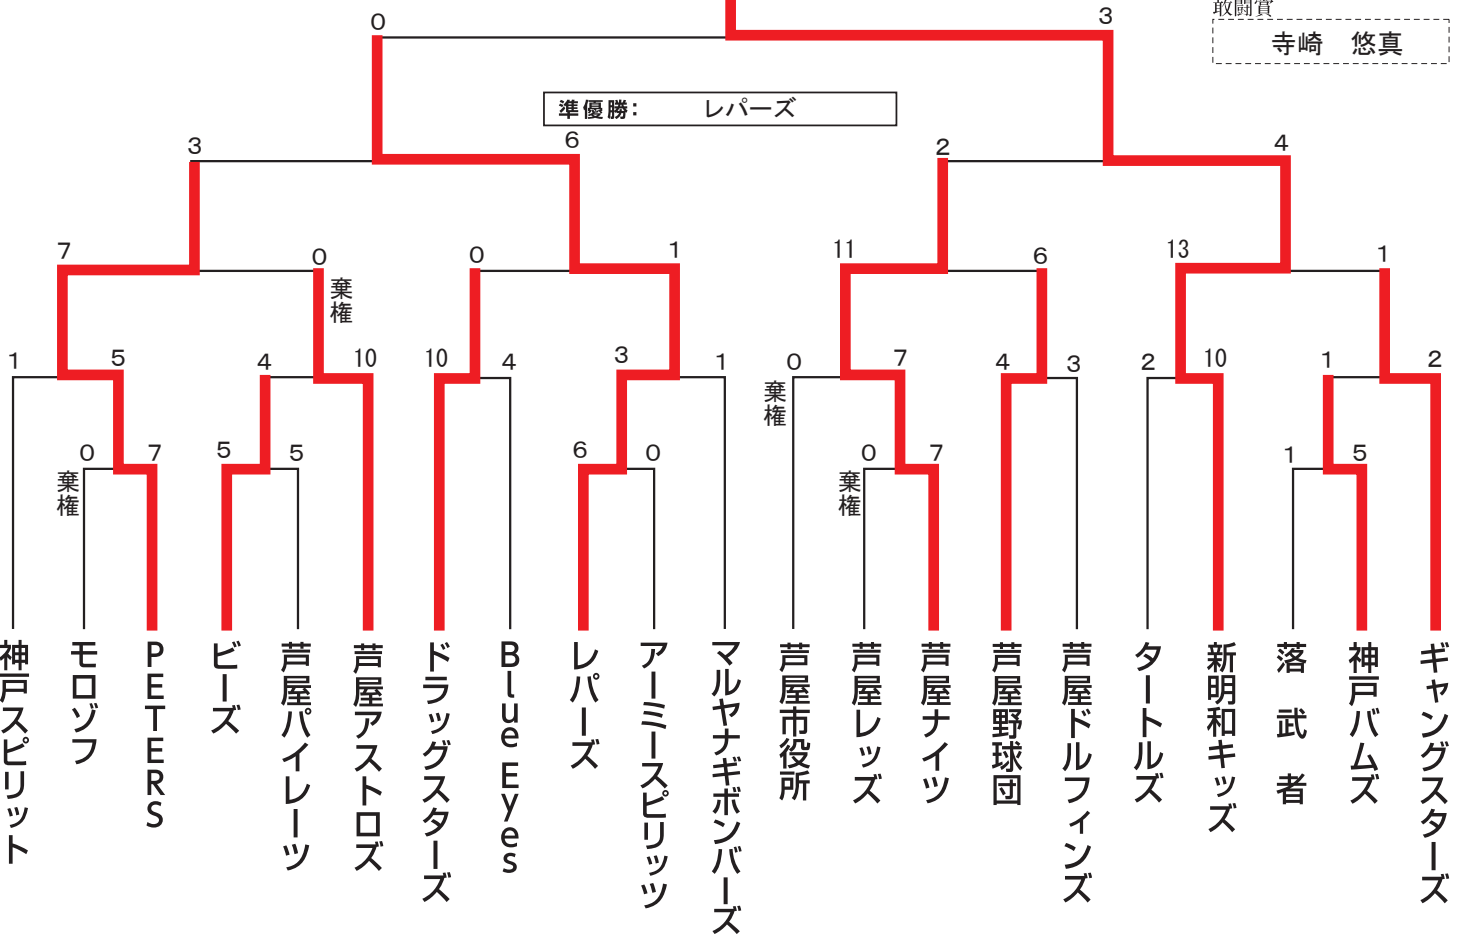 敢闘賞
寺崎　悠真
0
3
準優勝：　レパーズ
3
6
2
4
7
0
0
1
11
6
13
1
棄権
1
5
4
10
10
4
3
1
0
7
4
3
2
10
1
2
棄権
0
7
5
5
6
0
0
7
1
5
棄権
棄権
神戸スピリット
モロゾフ
PETERS
ビーズ
芦屋パイレーツ
芦屋アストロズ
ドラッグスターズ
Blue Eyes
レパーズ
アーミースピリッツ
マルヤナギボンバーズ
芦屋市役所
芦屋レッズ
芦屋ナイツ
芦屋野球団
芦屋ドルフィンズ
タートルズ
新明和キッズ
落　武　者
神戸バムズ
ギャングスターズ